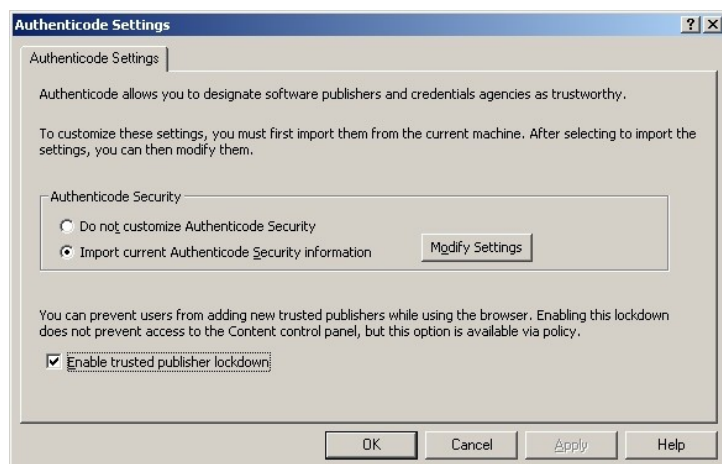 Authenticode Settings
Authenticode Settings
Authenticode allows you to designate software publishers and credentials agencies as trustworthy.
To customize these settings, you must first import them from the current machine. After selecting to import the
settings, you can then modify them.
Authenticode Security
Do not customize Authenticode Security
Import current Authenticode Security information
Modify Settings
You can prevent users from adding new trusted publishers while using the browser. Enabling this lockdown
does not prevent access to the Content control panel, but this option is available via policy.
Enable trusted publisher lockdown
OK Cancel Apply Help